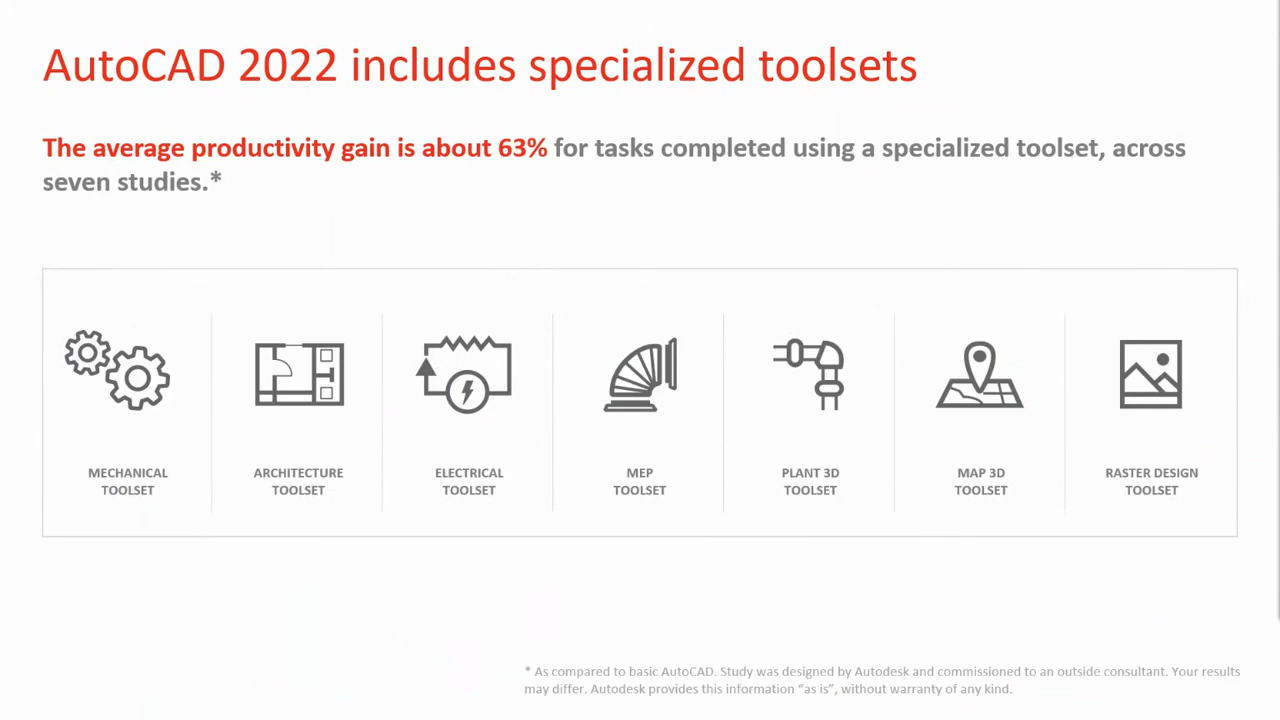 AutoCAD 2022 includes specialized toolsets
The average productivity gain is about 63% for tasks completed using a specialized toolset, across
seven studies.*
MECHANICAL
TOOLSET
ARCHITECTURE
TOOLSET
ELECTRICAL
TOOLSET
MEP
TOOLSET
PLANT 3D
TOOLSET
MAP 3D
TOOLSET
RASTER DESIGN
TOOLSET
* As compared to basic AutoCAD. Study was designed by Autodesk and commissioned to an outside consultant. Your results
may differ. Autodesk provides this information “as is”, without warranty of any kind.